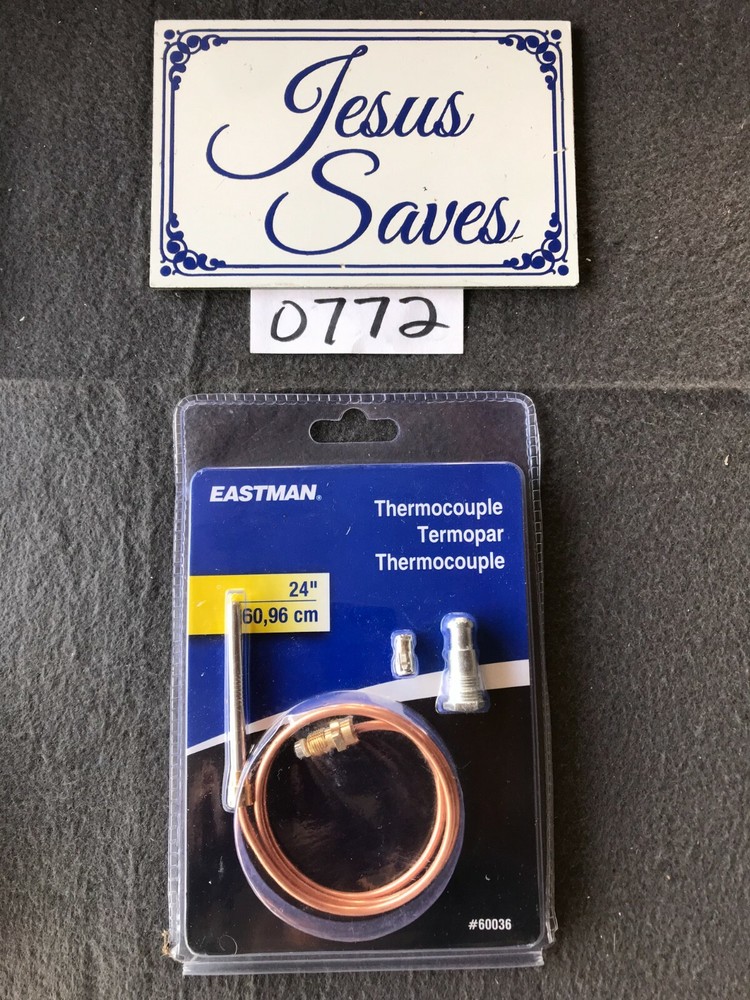 Jesus
Saves
0772
EASTMAN®
Thermocouple
Termopar
Thermocouple
24"
60,96 cm
#60036